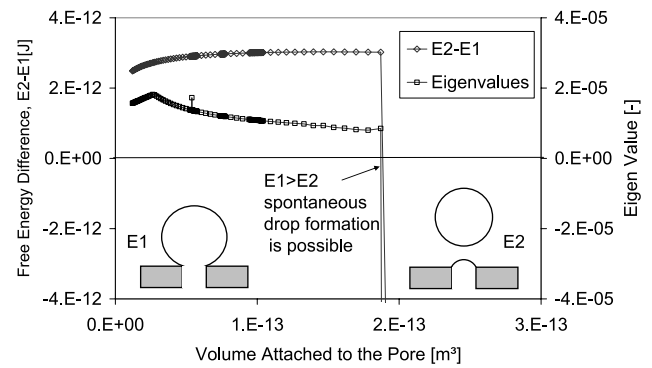 4.E-12
2.E-12
0.E+00
-2.E-12
-4.E-12
Free Energy Difference, E2-E1[J]
4.E-05
2.E-05
0.E+00
-2.E-05
-4.E-05
Eigen Value [-]
E2-E1
Eigenvalues
E1>E2
spontaneous
drop formation
is possible
E1
E2
0.E+00
1.E-13
2.E-13
3.E-13
Volume Attached to the Pore [m³]